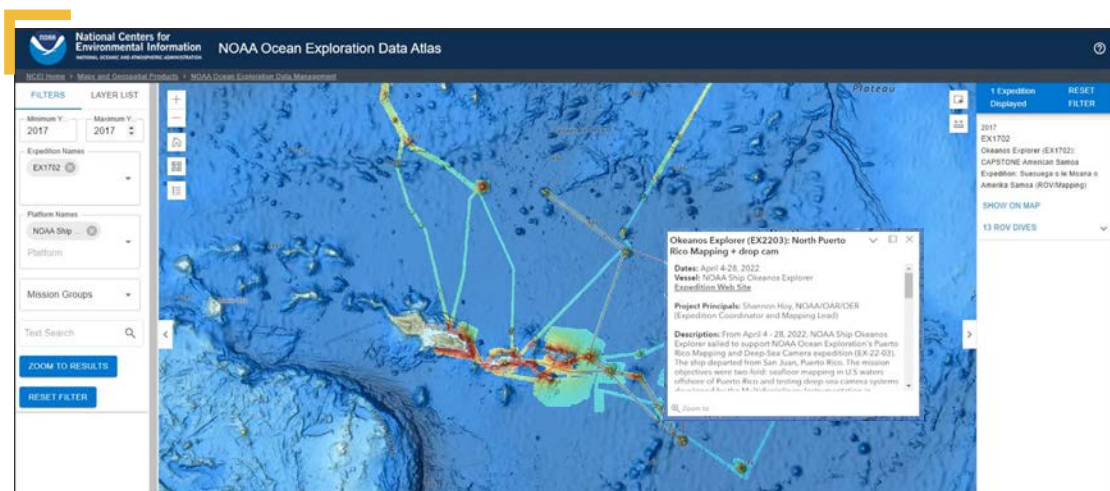 NOAA
National Centers for
Environmental Information
NATIONAL OCEANIC AND ATMOSPHERIC ADMINISTRATION
NOAA Ocean Exploration Data Atlas
NCEI Home > Maps and Geospatial Products > NOAA Ocean Exploration Data Management
FILTERS
LAYER LIST
Minimum Y...
2017
Maximum Y...
2017
Expedition Names
EX1702
Platform Names
NOAA Ship ...
Platform
Mission Groups
Text Search
ZOOM TO RESULTS
RESET FILTER
Plateau
Okeanos Explorer (EX2203): North Puerto
Rico Mapping + drop cam
Dates: April 4-28, 2022
Vessel: NOAA Ship Okeanos Explorer
Expedition Web Site
Project Principals: Shannon Hoy, NOAA/OAR/OER
(Expedition Coordinator and Mapping Lead)
Description: From April 4 - 28, 2022, NOAA Ship Okeanos
Explorer sailed to support NOAA Ocean Exploration's Puerto
Rico Mapping and Deep-Sea Camera expedition (EX-22-03).
The ship departed from San Juan, Puerto Rico. The mission
objectives were two-fold: seafloor mapping in U.S waters
offshore of Puerto Rico and testing deep-sea camera systems
developed by the Multidisciplinary Instrumentation in
Zoom to
1 Expedition
Displayed
RESET
FILTER
2017
EX1702
Okeanos Explorer (EX1702):
CAPSTONE American Samoa
Expedition: Suesuega o le Moana o
Amerika Samoa (ROV/Mapping)
SHOW ON MAP
13 ROV DIVES